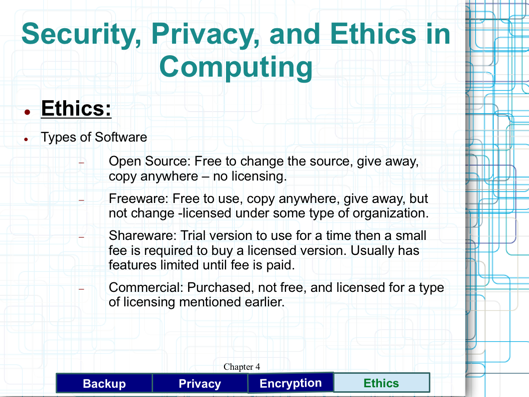 Security, Privacy, and Ethics in
Computing
Ethics:
Types of Software
– Open Source: Free to change the source, give away,
copy anywhere – no licensing.
– Freeware: Free to use, copy anywhere, give away, but
not change -licensed under some type of organization.
– Shareware: Trial version to use for a time then a small
fee is required to buy a licensed version. Usually has
features limited until fee is paid.
– Commercial: Purchased, not free, and licensed for a type
of licensing mentioned earlier.
Chapter 4
Backup Privacy Encryption Ethics